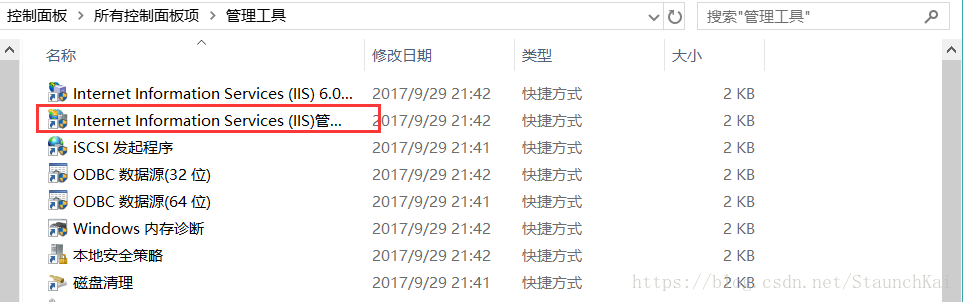 控制面板 > 所有控制面板项 > 管理工具 搜索"管理工具"
名称 修改日期 类型 大小
Internet Information Services (IIS) 6.0... 2017/9/29 21:42 快捷方式 2 KB
Internet Information Services (IIS)管... 2017/9/29 21:42 快捷方式 2 KB
iSCSI 发起程序 2017/9/29 21:41 快捷方式 2 KB
ODBC 数据源(32 位) 2017/9/29 21:42 快捷方式 2 KB
ODBC 数据源(64 位) 2017/9/29 21:41 快捷方式 2 KB
Windows 内存诊断 2017/9/29 21:42 快捷方式 2 KB
本地安全策略 2017/9/29 21:42 快捷方式 2 KB
磁盘清理 2017/9/29 21:41 快捷方式 2 KB
https://blog.csdn.net/StaunchKai